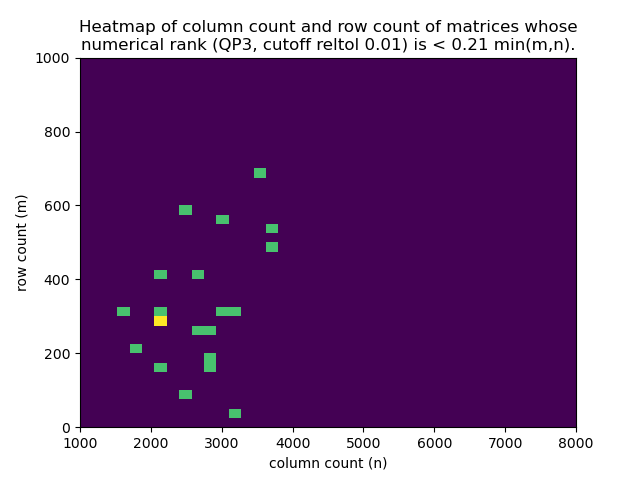 Heatmap of column count and row count of matrices whose
numerical rank (QP3, cutoff reltol 0.01) is < 0.21 min(m,n).
1000
800
600
400
200
0
row count (m)
1000 2000 3000 4000 5000 6000 7000 8000
column count (n)